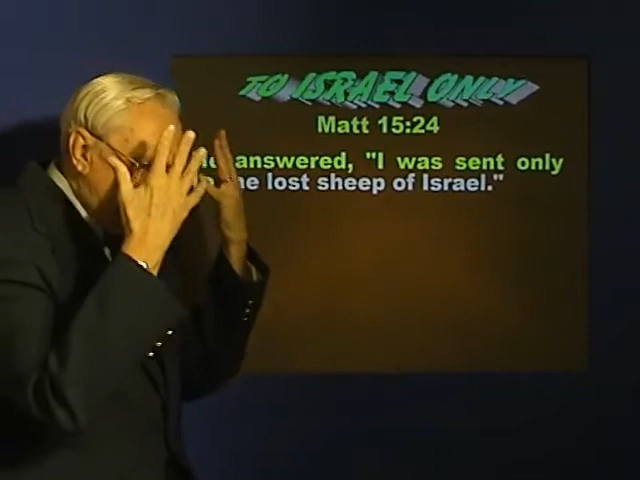 TO ISRAEL ONLY
Matt 15:24
answered, "I was sent only
lost sheep of Israel."